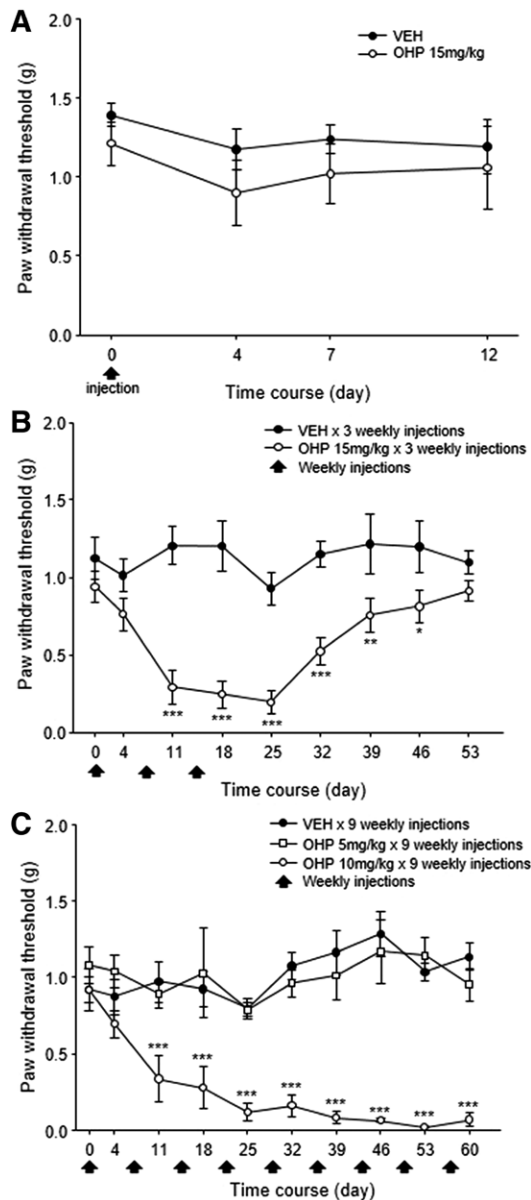 A
VEH
OHP 15mg/kg
Paw withdrawal threshold (g)
2.0
1.5
1.0
0.5
0.0
0 4 7 12
injection
Time course (day)
B
VEH x 3 weekly injections
OHP 15mg/kg x 3 weekly injections
Weekly injections
Paw withdrawal threshold (g)
2.0
1.5
1.0
0.5
0.0
*** *** *** *** ** *
0 4 11 18 25 32 39 46 53
Time course (day)
C
VEH x 9 weekly injections
OHP 5mg/kg x 9 weekly injections
OHP 10mg/kg x 9 weekly injections
Weekly injections
Paw withdrawal threshold (g)
2.0
1.5
1.0
0.5
0.0
*** *** *** *** *** *** *** ***
0 4 11 18 25 32 39 46 53 60
Time course (day)